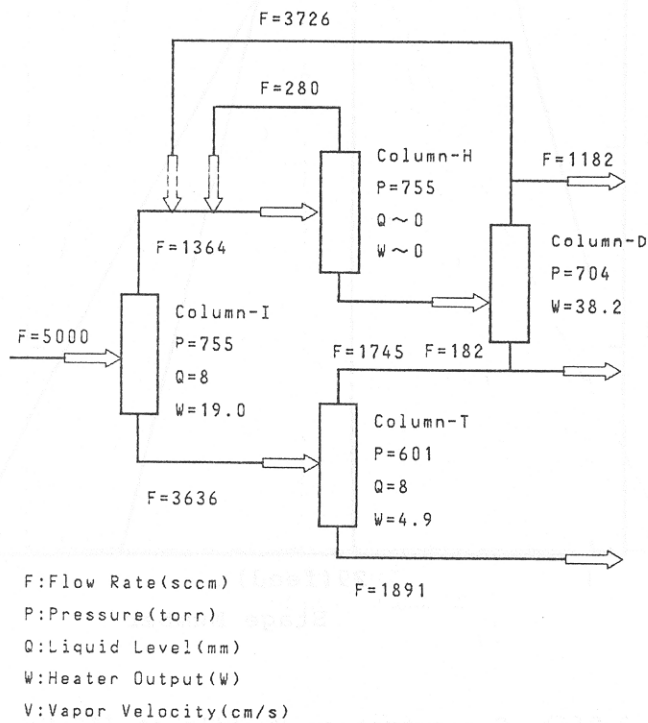 F=3726
F=280
Column-H
P=755
Q~0
W~0
F=1182
F=1364
Column-D
P=704
W=38.2
Column-I
P=755
Q=8
W=19.0
F=5000
F=1745 F=182
Column-T
P=601
Q=8
W=4.9
F=3636
F=1891
F:Flow Rate(sccm)
P:Pressure(torr)
Q:Liquid Level(mm)
W:Heater Output(W)
V:Vapor Velocity(cm/s)